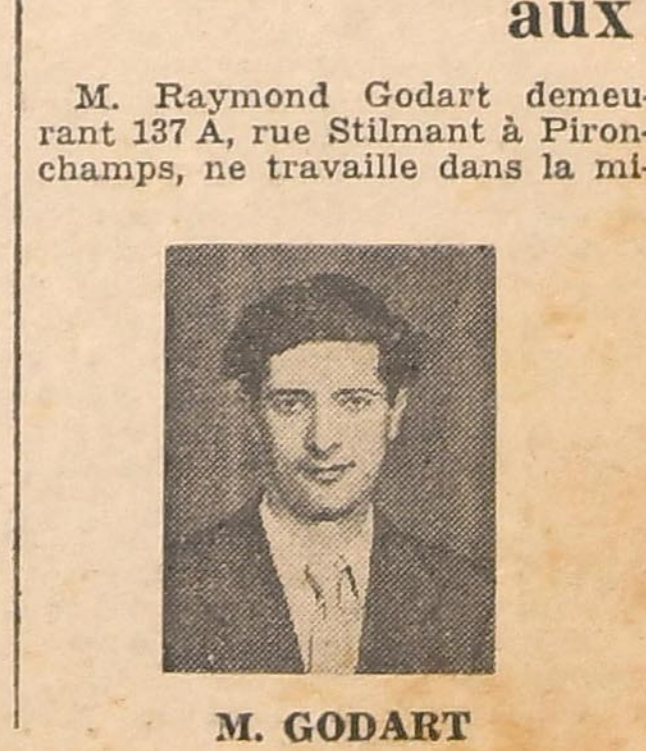 aux
M. Raymond Godart demeu-
rant 137 A, rue Stilmant à Piron-
champs, ne travaille dans la mi-
M. GODART